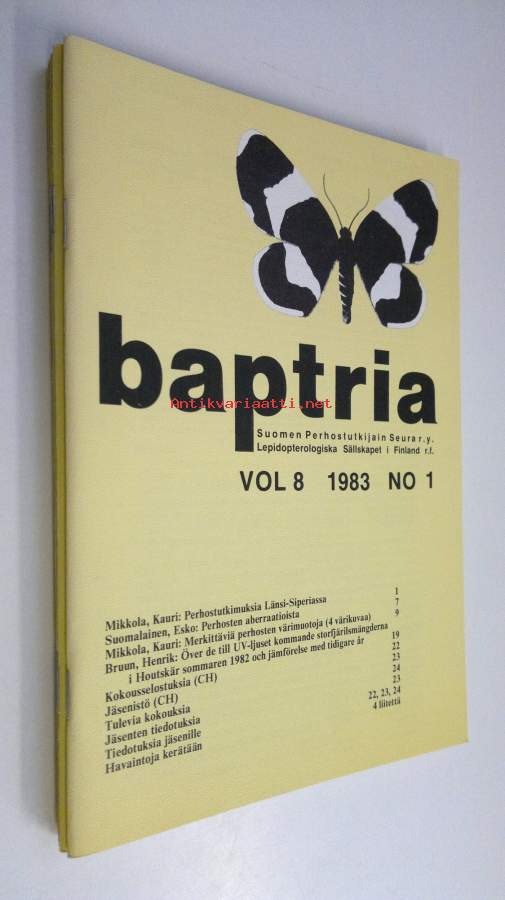 baptria
Antikvariaatti.net
Suomen Perhostutkijain Seura r.y.
Lepidopterologiska Sällskapet i Finland r.f.
VOL 8 1983 NO 1
Mikkola, Kauri: Perhostutkimuksia Länsi-Siperiassa 1
Suomalainen, Esko: Perhosten aberraatioista 7
Mikkola, Kauri: Merkittäviä perhosten värimuotoja (4 värikuvaa) 9
Bruun, Henrik: Över de till UV-ljuset kommande storfjärilsmängderna
i Houtskär sommaren 1982 och jämförelse med tidigare år 19
Kokousselostuksia (CH) 22
Jäsenistö (CH) 23
Tulevia kokouksia 24
Jäsenten tiedotuksia 23
Tiedotuksia jäsenille 22, 23, 24
Havaintoja kerätään 4 liitettä